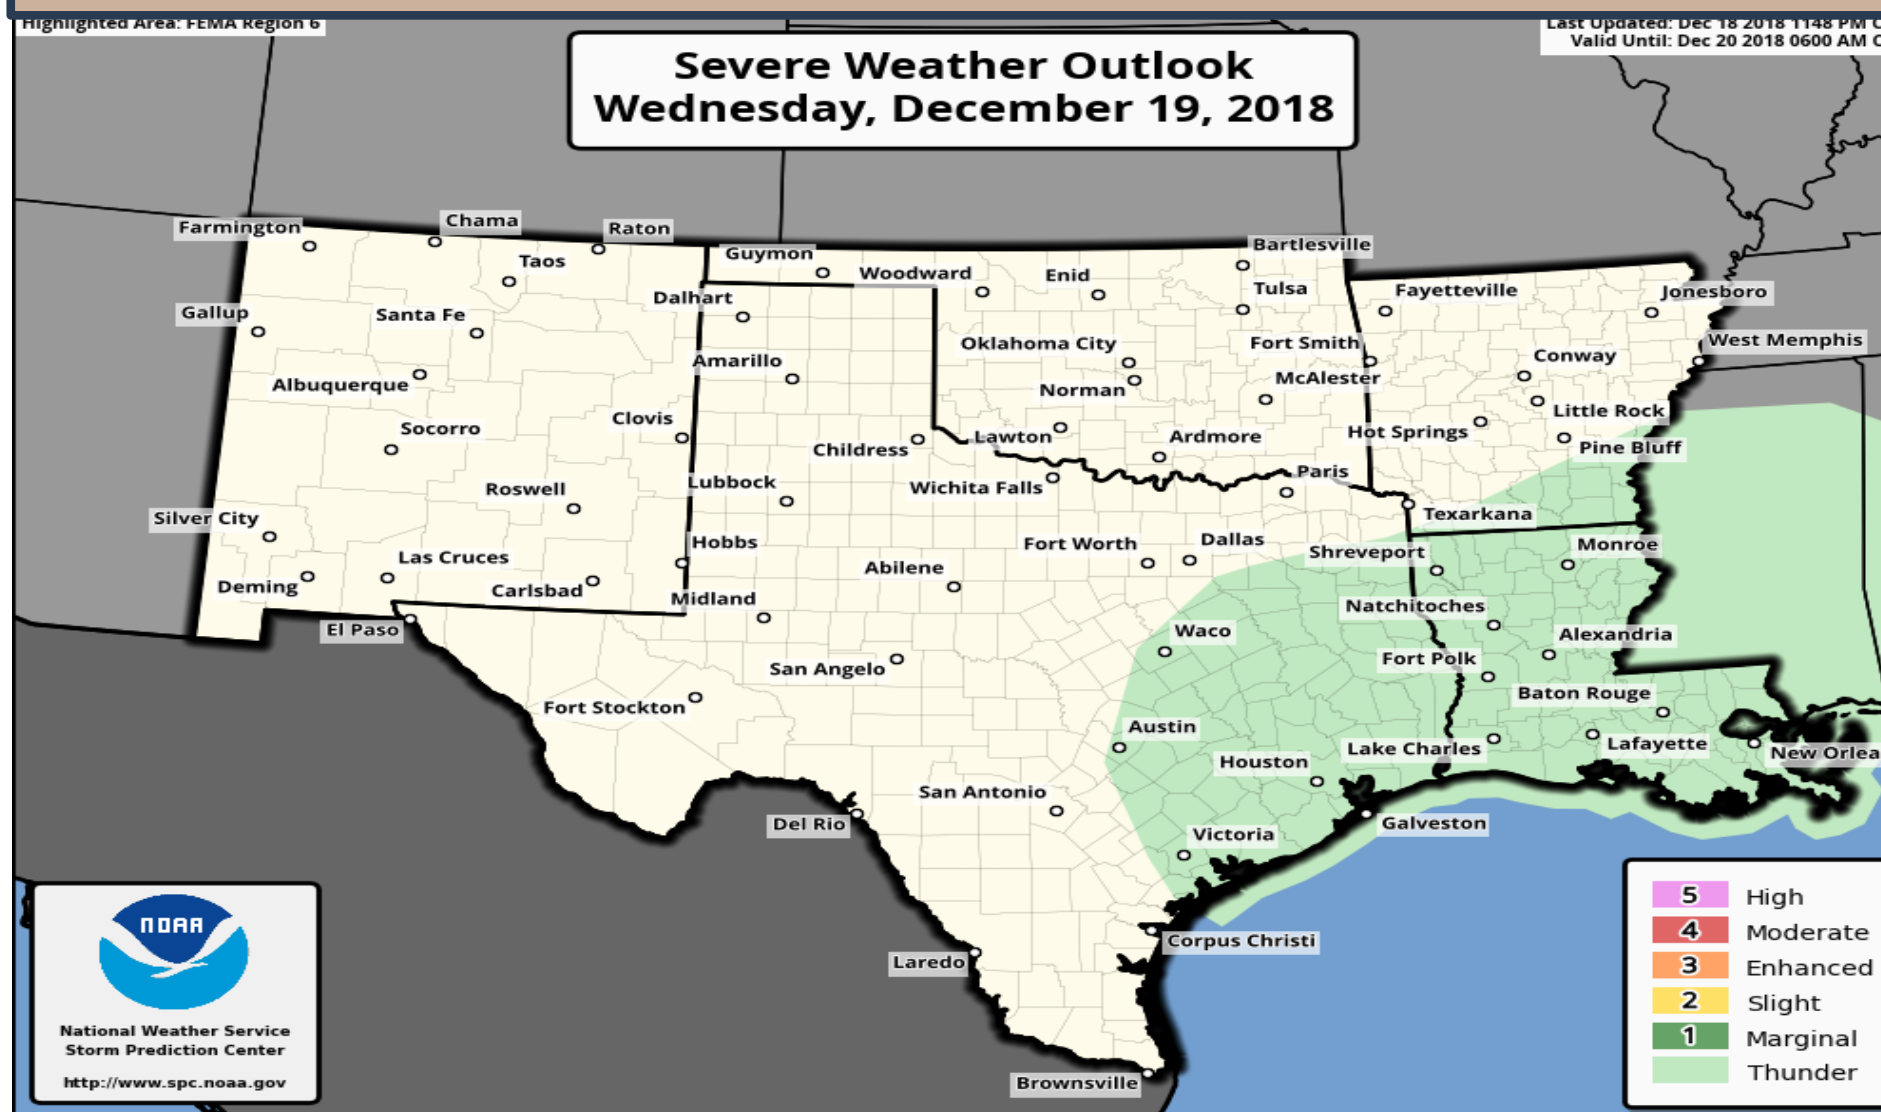 Highlighted Area: FEMA Region 6
Last Updated: Dec 18 2018 1148 PM C
Valid Until: Dec 20 2018 0600 AM C
Severe Weather Outlook
Wednesday, December 19, 2018
Farmington
Chama
Raton
Taos
Guymon
Woodward
Enid
Bartlesville
Tulsa
Fayetteville
Jonesboro
Dalhart
Gallup
Santa Fe
Oklahoma City
Fort Smith
West Memphis
Conway
Amarillo
Albuquerque
Norman
McAlester
Little Rock
Clovis
Socorro
Childress
Lawton
Ardmore
Hot Springs
Pine Bluff
Paris
Lubbock
Wichita Falls
Roswell
Silver City
Texarkana
Hobbs
Fort Worth
Dallas
Shreveport
Monroe
Las Cruces
Abilene
Deming
Carlsbad
Midland
Natchitoches
El Paso
Waco
Alexandria
San Angelo
Fort Polk
Fort Stockton
Baton Rouge
Austin
Lake Charles
Lafayette
New Orlea
Houston
San Antonio
Del Rio
Galveston
Victoria
Corpus Christi
Laredo
Brownsville
NOAA
National Weather Service
Storm Prediction Center
http://www.spc.noaa.gov
5 High
4 Moderate
3 Enhanced
2 Slight
1 Marginal
Thunder